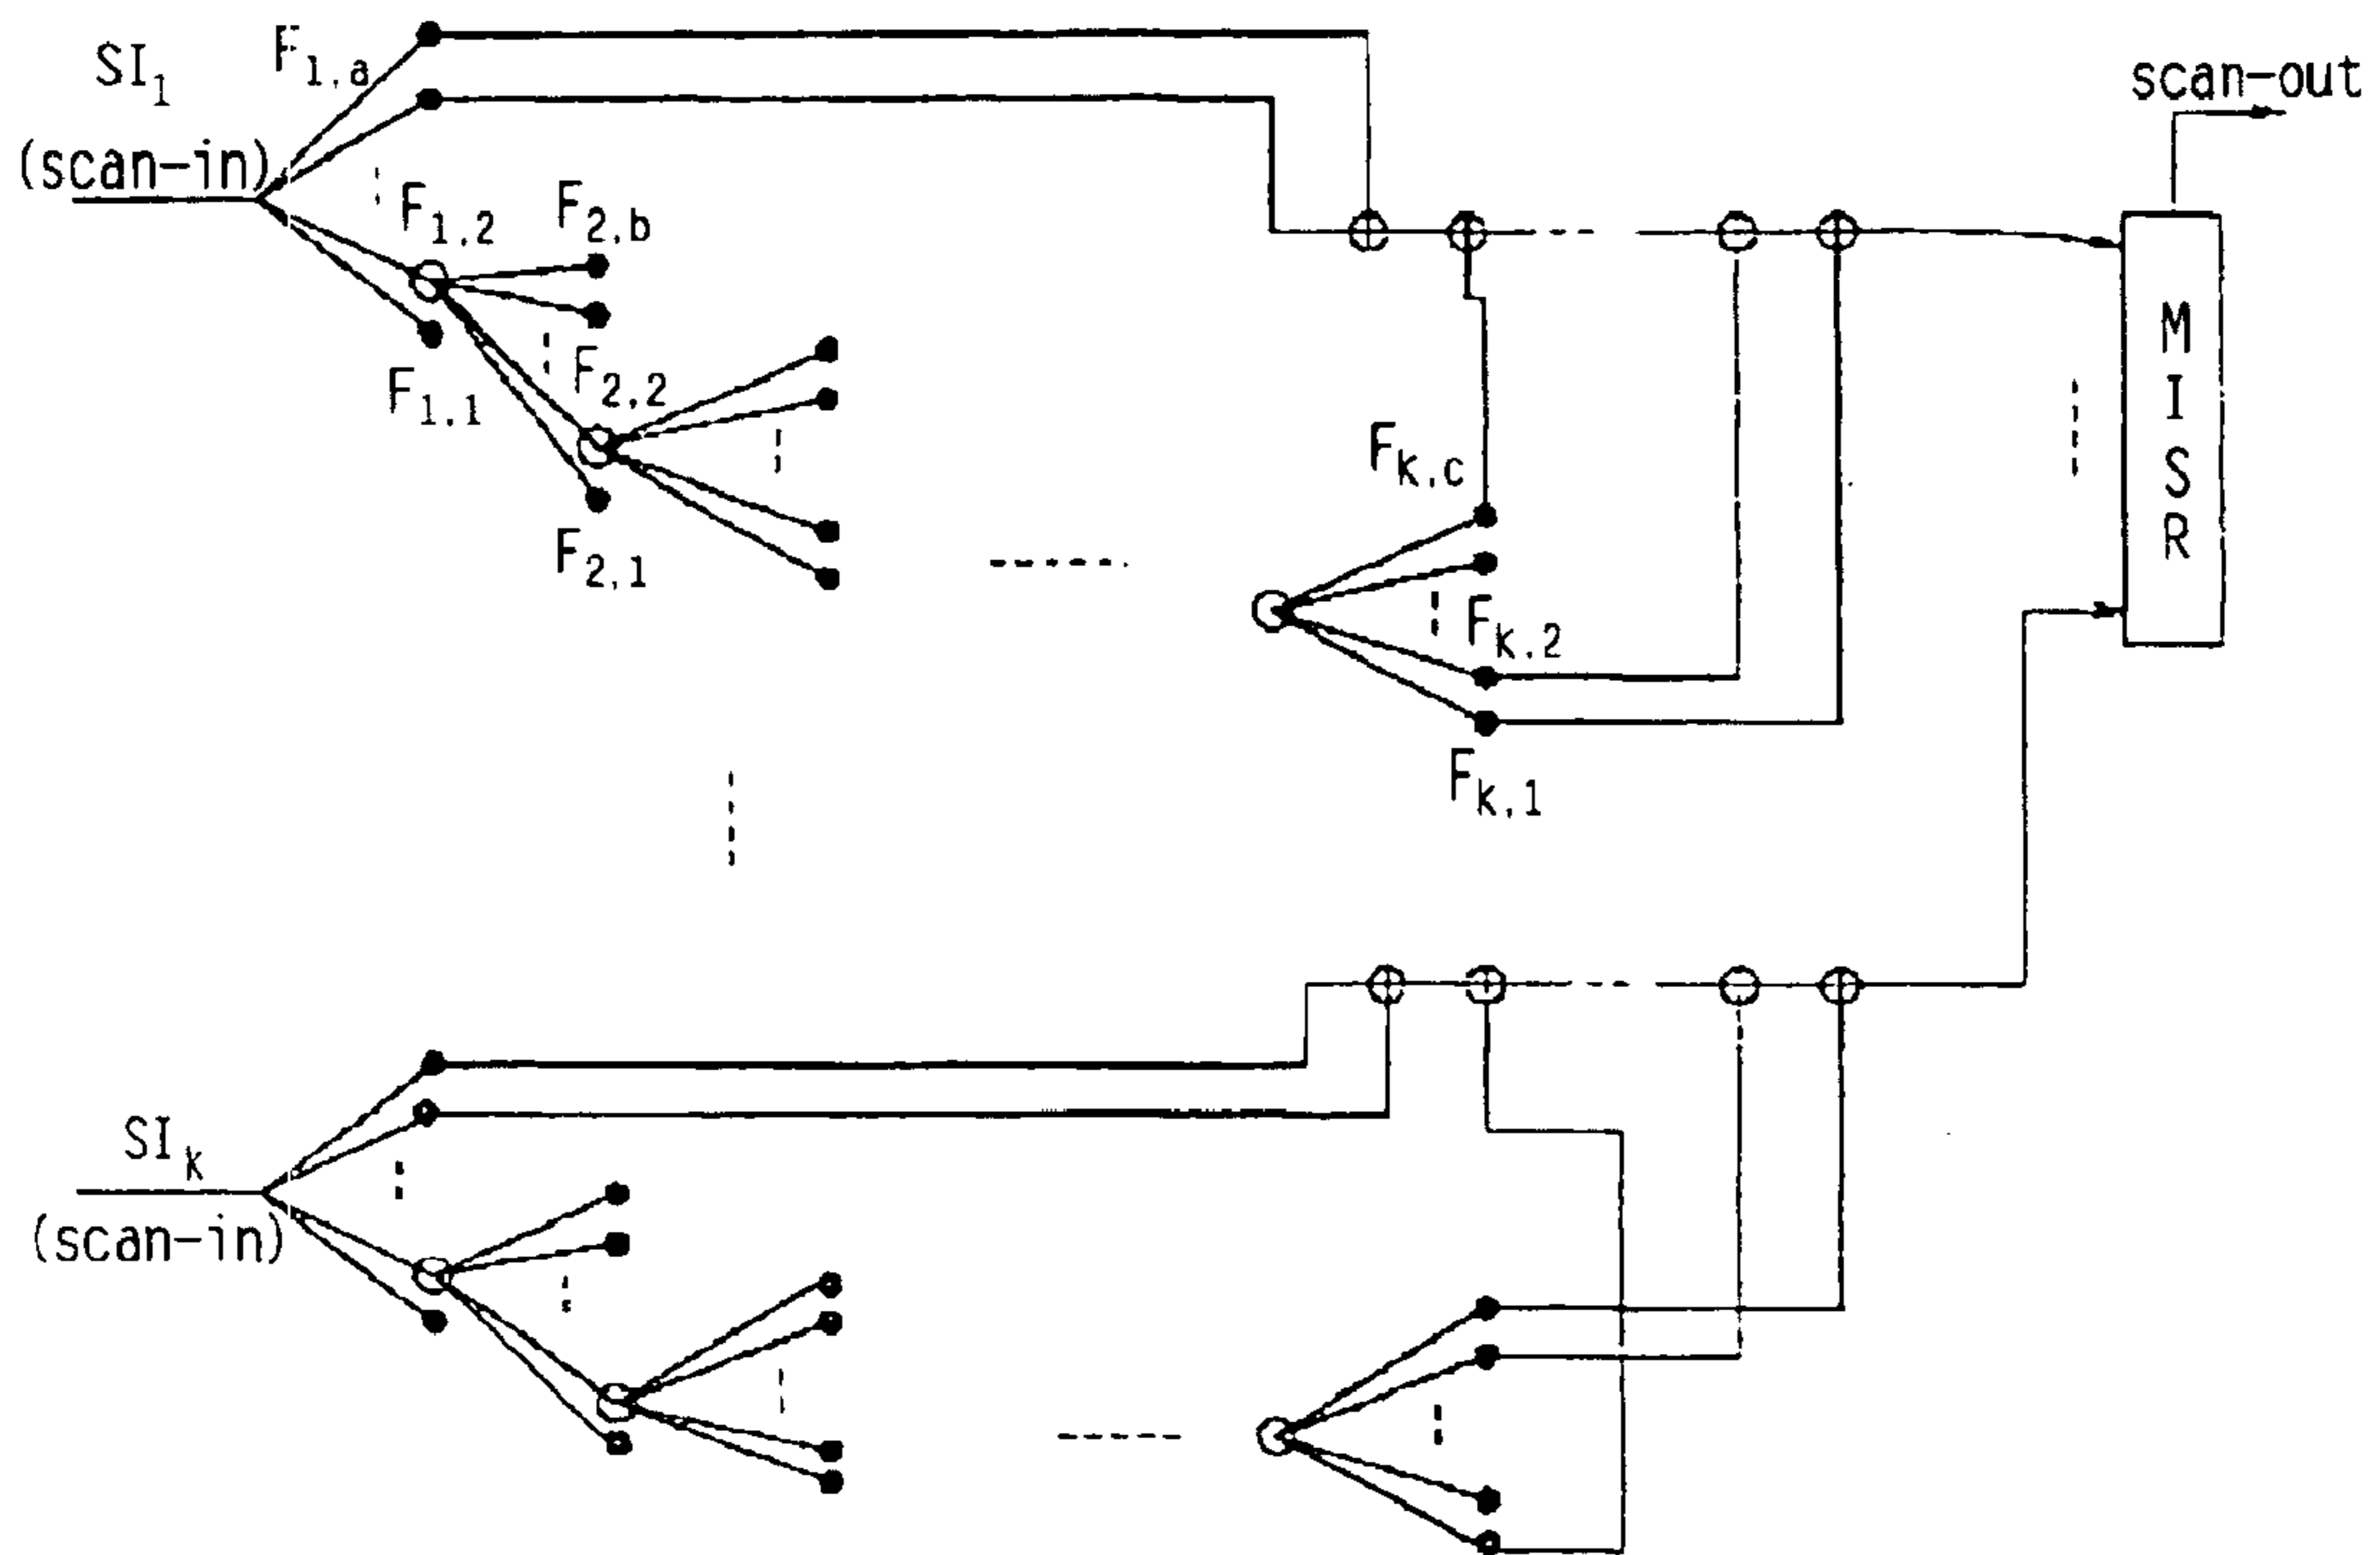 SI1
(scan-in)
F1,a
F1,2
F1,1
F2,b
F2,2
F2,1
Fk,c
Fk,2
Fk,1
scan-out
MISR
SIk
(scan-in)